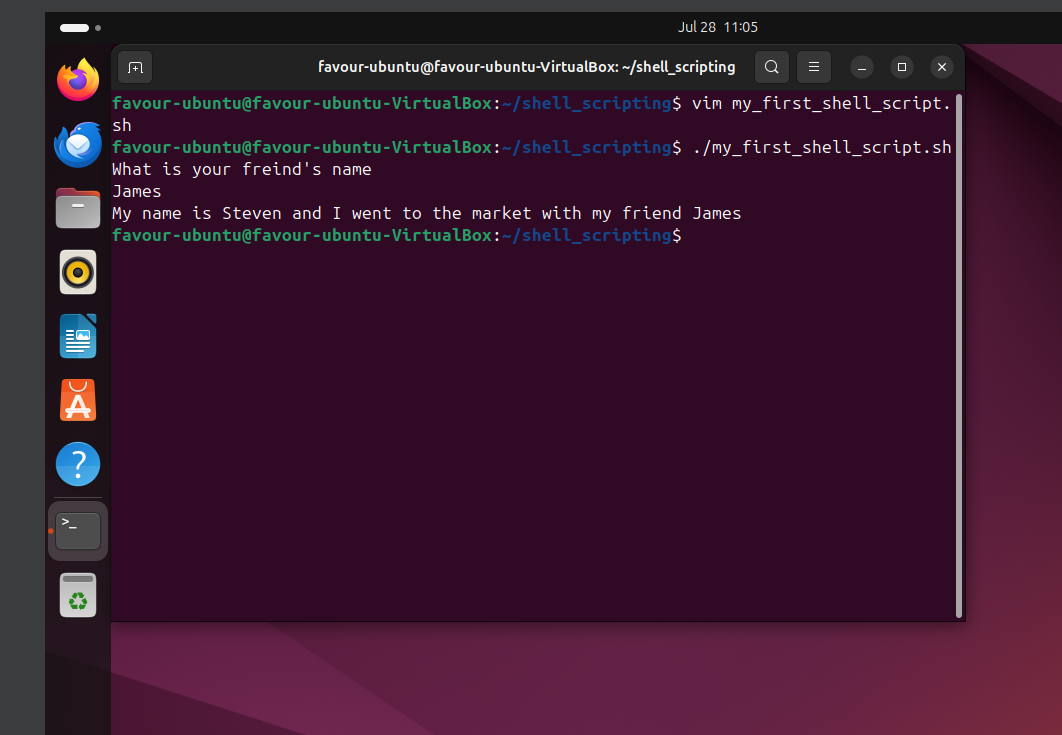 Jul 28 11:05
favour-ubuntu@favour-ubuntu-VirtualBox: ~/shell_scripting
favour-ubuntu@favour-ubuntu-VirtualBox:~/shell_scripting$ vim my_first_shell_script.
sh
favour-ubuntu@favour-ubuntu-VirtualBox:~/shell_scripting$ ./my_first_shell_script.sh
What is your freind's name
James
My name is Steven and I went to the market with my friend James
favour-ubuntu@favour-ubuntu-VirtualBox:~/shell_scripting$